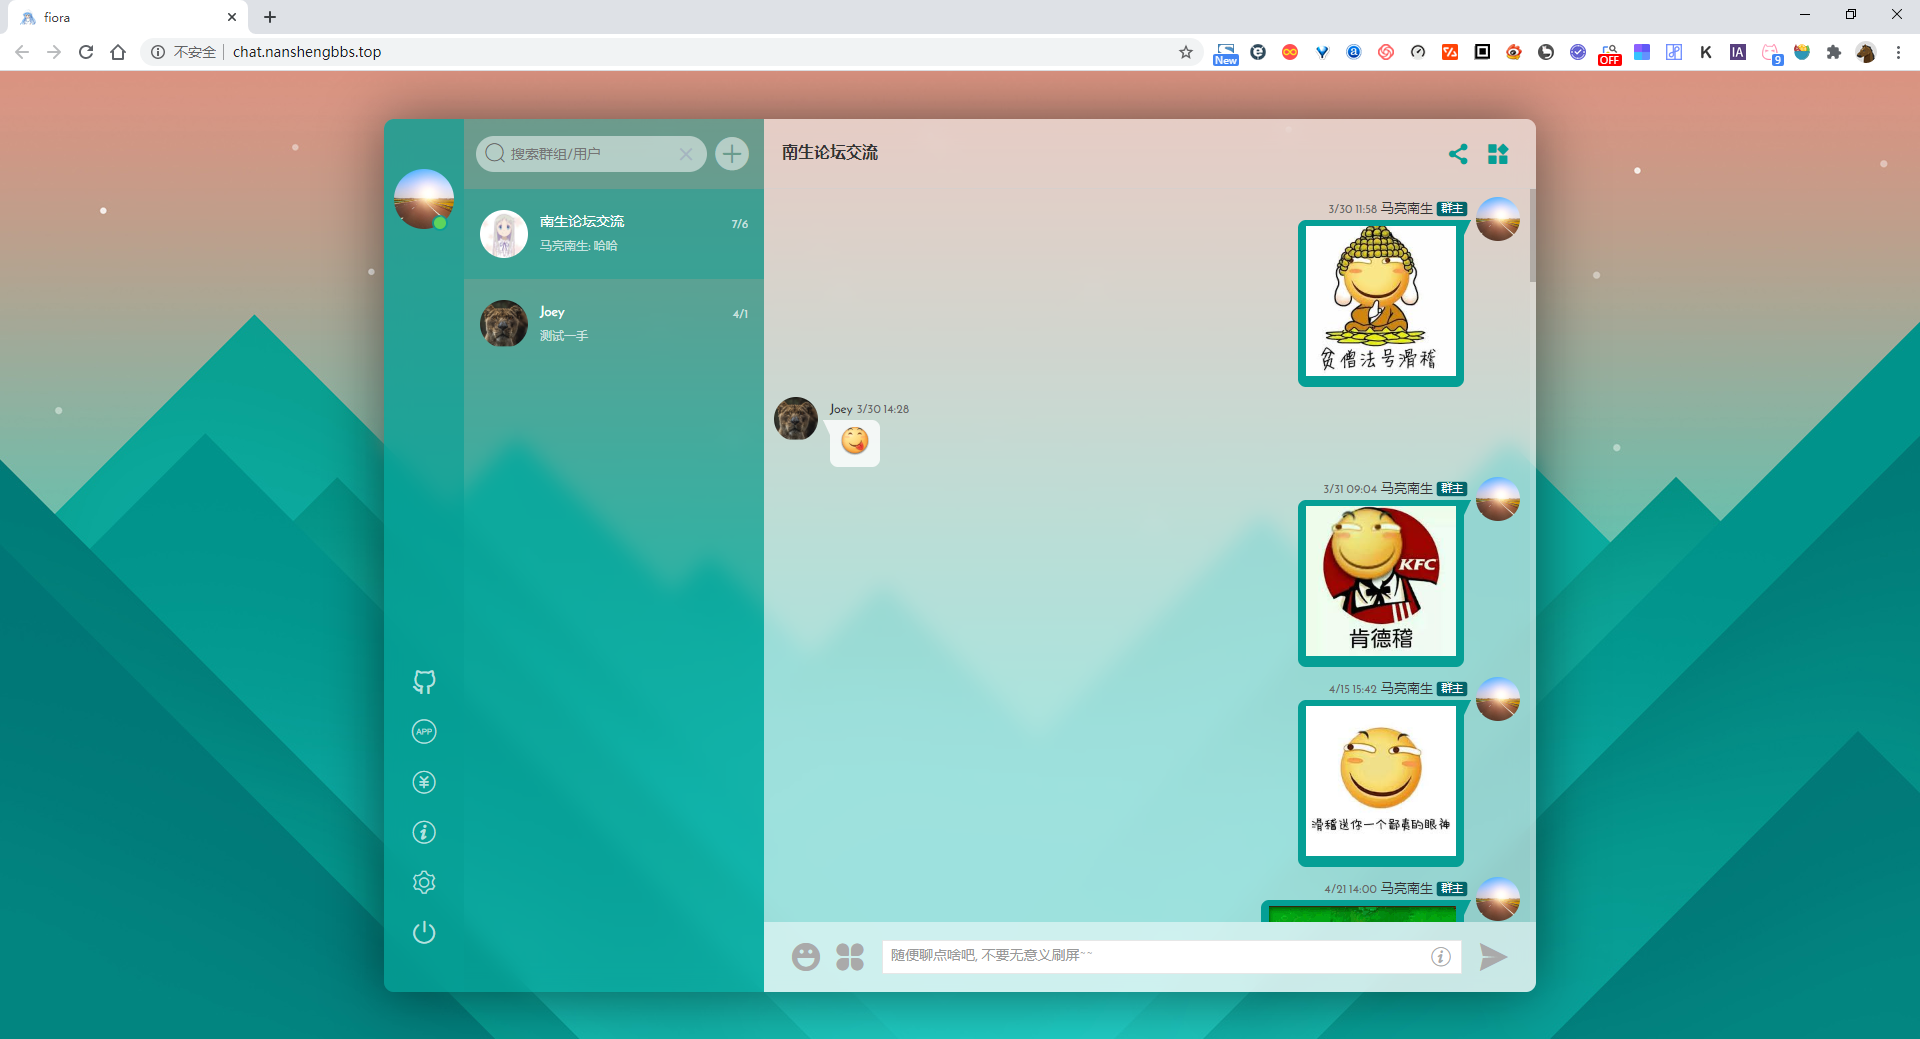 fiora
不安全
chat.nanshengbbs.top
New
OFF
K
IA
9
搜索群组/用户
南生论坛交流
7/6
马亮南生: 哈哈
Joey
4/1
测试一手
APP
南生论坛交流
3/30 11:58 马亮南生 群主
贫僧法号滑稽
Joey 3/30 14:28
3/31 09:04 马亮南生 群主
KFC
肯德稽
4/15 15:42 马亮南生 群主
滑稽送你一个鄙夷的眼神
4/21 14:00 马亮南生 群主
随便聊点啥吧, 不要无意义刷屏~~